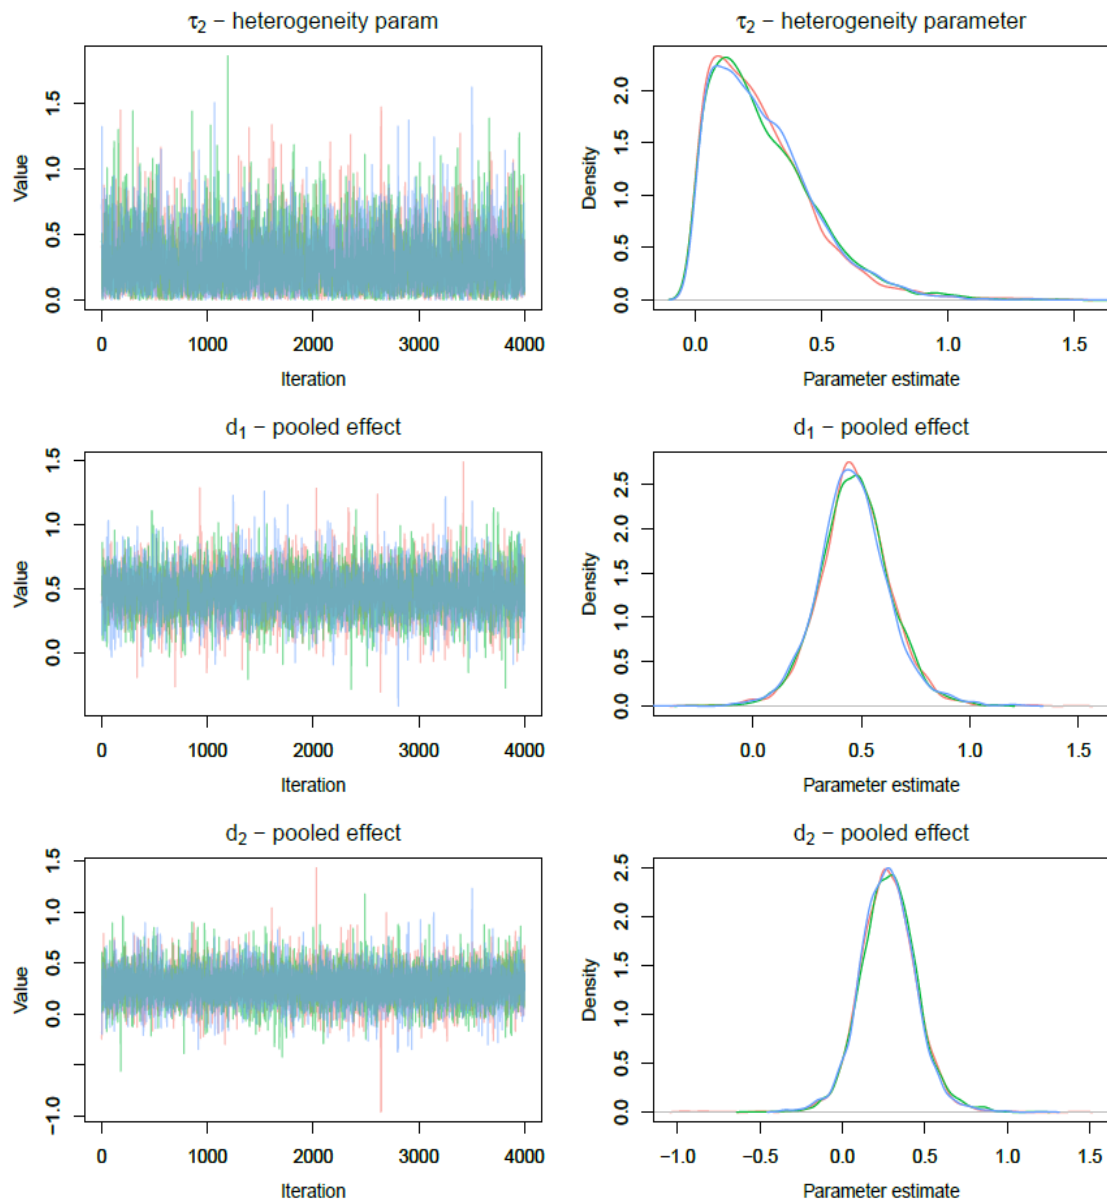 τ2 − heterogeneity param
Value
0.0 0.5 1.0 1.5
0 1000 2000 3000 4000
Iteration
τ2 − heterogeneity parameter
Density
0.0 0.5 1.0 1.5 2.0
0.0 0.5 1.0 1.5
Parameter estimate
d1 − pooled effect
Value
0.0 0.5 1.0 1.5
0 1000 2000 3000 4000
Iteration
d1 − pooled effect
Density
0.0 0.5 1.0 1.5 2.0 2.5
0.0 0.5 1.0 1.5
Parameter estimate
d2 − pooled effect
Value
−1.0 0.0 0.5 1.0 1.5
0 1000 2000 3000 4000
Iteration
d2 − pooled effect
Density
0.0 0.5 1.0 1.5 2.0 2.5
−1.0 −0.5 0.0 0.5 1.0 1.5
Parameter estimate